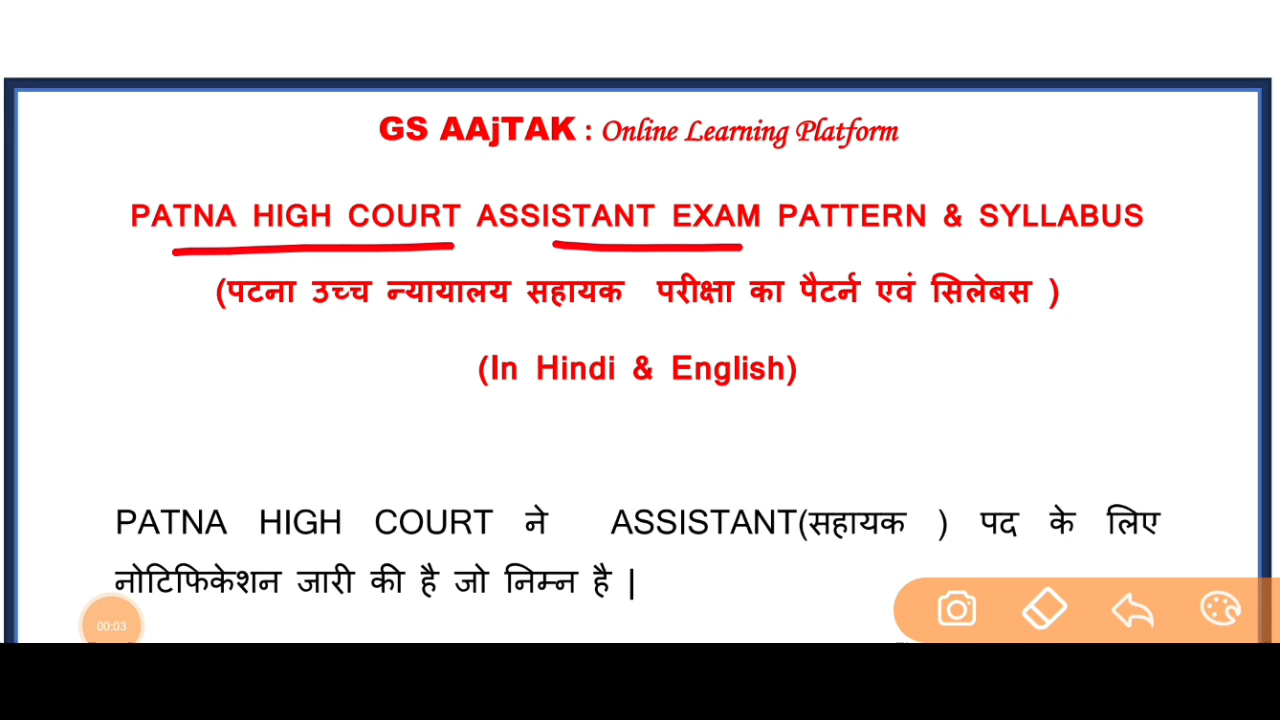 GS AAjTAK : Online Learning Platform
PATNA HIGH COURT ASSISTANT EXAM PATTERN & SYLLABUS
(पटना उच्च न्यायालय सहायक परीक्षा का पैटर्न एवं सिलेबस )
(In Hindi & English)
PATNA HIGH COURT ने ASSISTANT(सहायक ) पद के लिए
नोटिफिकेशन जारी की है जो निम्न है |
00:03